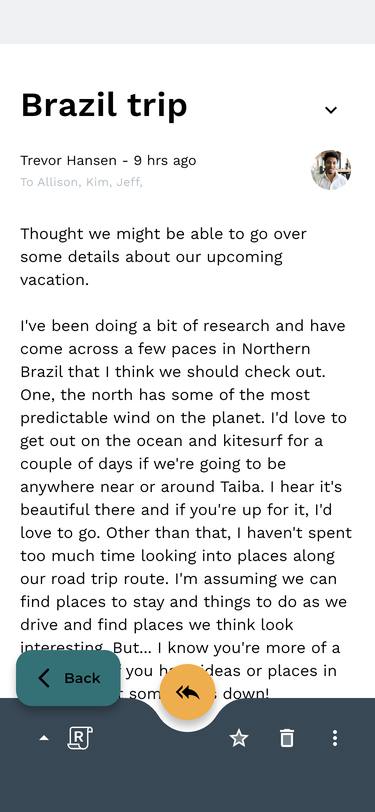 Brazil trip
Trevor Hansen - 9 hrs ago
To Allison, Kim, Jeff,
Thought we might be able to go over
some details about our upcoming
vacation.
I've been doing a bit of research and have
come across a few paces in Northern
Brazil that I think we should check out.
One, the north has some of the most
predictable wind on the planet. I'd love to
get out on the ocean and kitesurf for a
couple of days if we're going to be
anywhere near or around Taiba. I hear it's
beautiful there and if you're up for it, I'd
love to go. Other than that, I haven't spent
too much time looking into places along
our road trip route. I'm assuming we can
find places to stay and things to do as we
drive and find places we think look
interesting. But... I know you're more of a
you ideas or places in
down!
Back
R